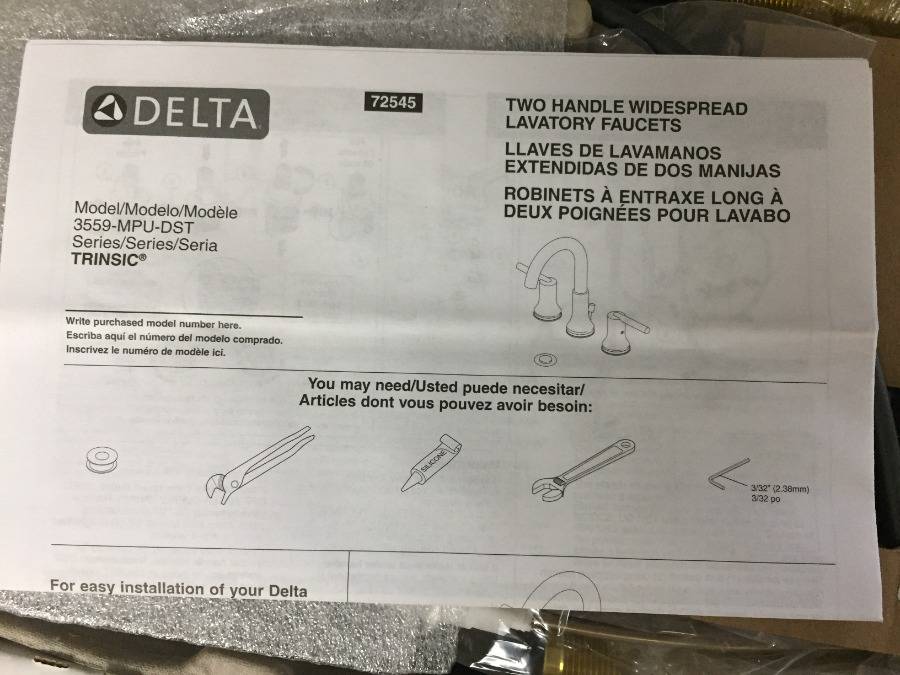 DELTA
72545
TWO HANDLE WIDESPREAD
LAVATORY FAUCETS
LLAVES DE LAVAMANOS
EXTENDIDAS DE DOS MANIJAS
ROBINETS À ENTRAXE LONG À
DEUX POIGNÉES POUR LAVABO
Model/Modelo/Modèle
3559-MPU-DST
Series/Series/Seria
TRINSIC®
Write purchased model number here.
Escriba aquí el número del modelo comprado.
Inscrivez le numéro de modèle ici.
You may need/Usted puede necesitar/
Articles dont vous pouvez avoir besoin:
SILICONE
3/32" (2.38mm)
3/32 po
For easy installation of your Delta